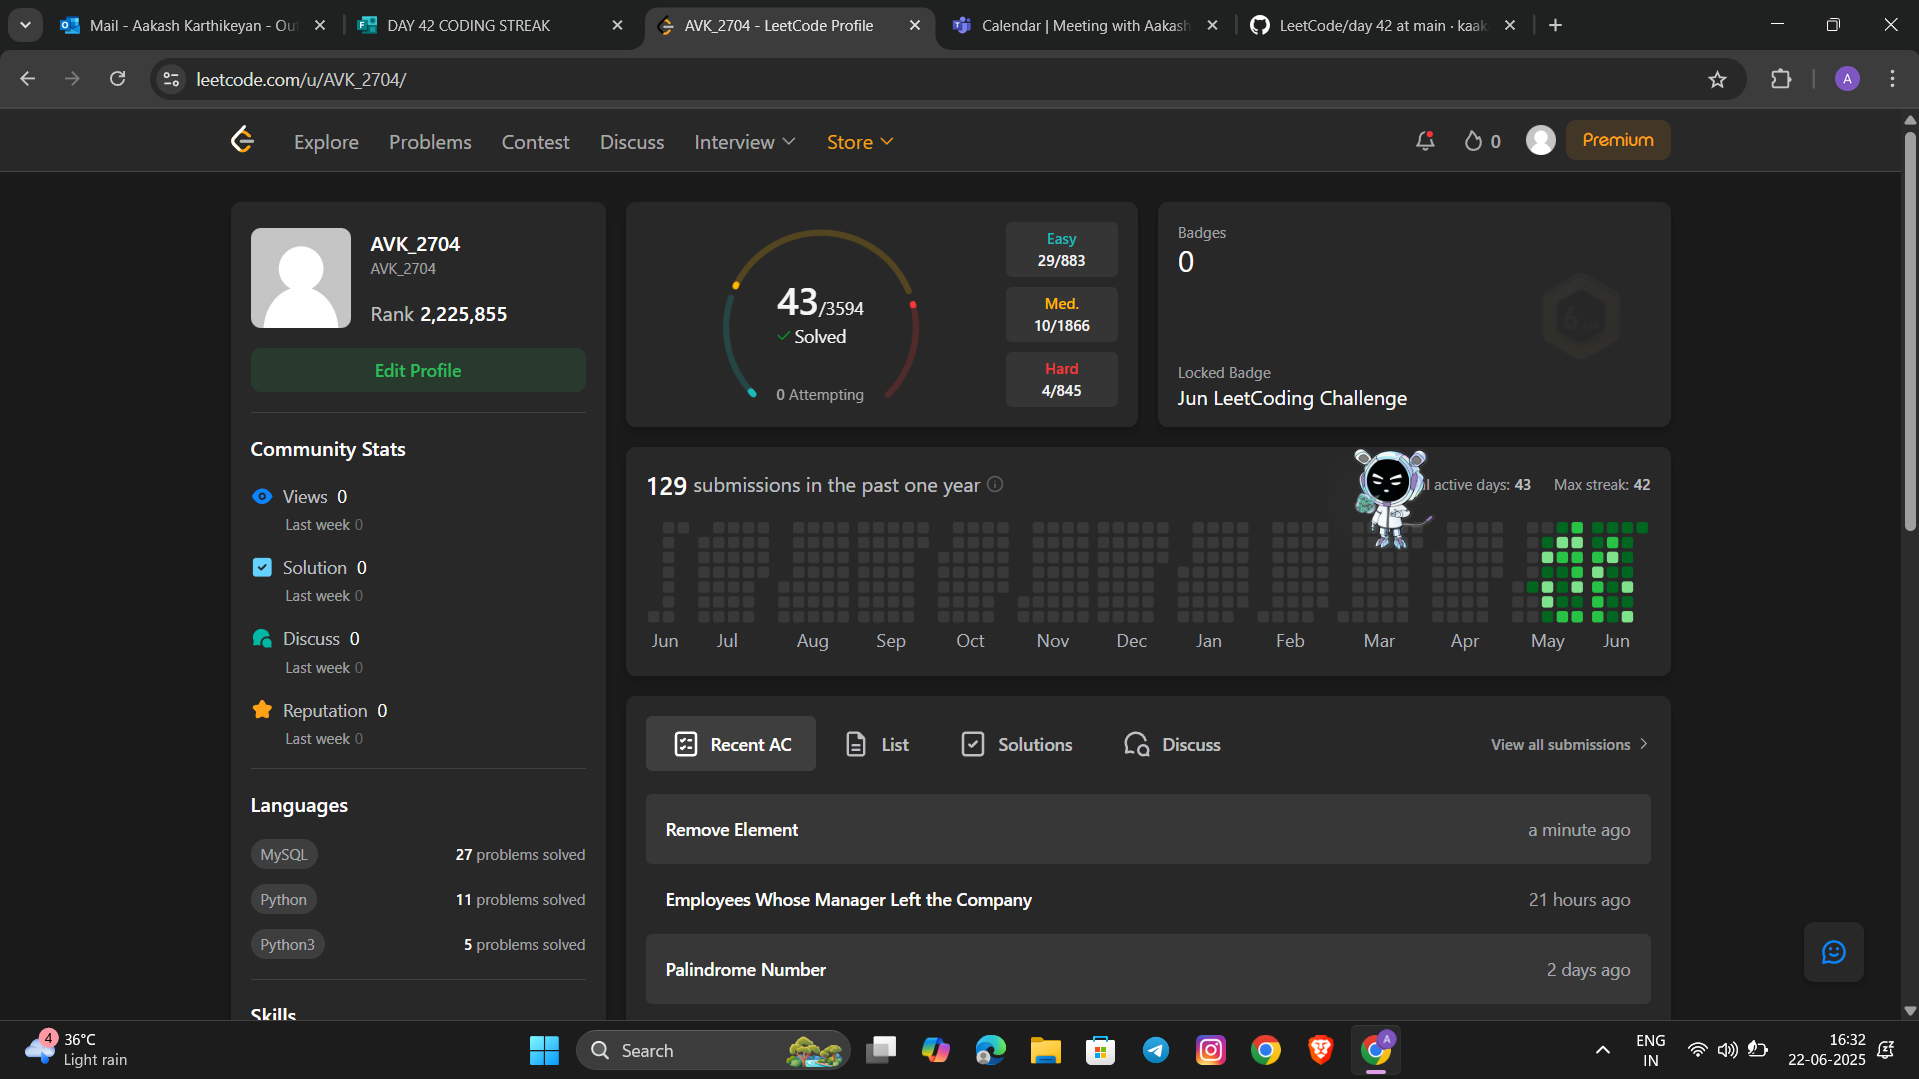 Mail - Aakash Karthikeyan - Ou
DAY 42 CODING STREAK
AVK_2704 - LeetCode Profile
Calendar | Meeting with Aakash
LeetCode/day 42 at main · kaak
leetcode.com/u/AVK_2704/
A
Explore
Problems
Contest
Discuss
Interview
Store
0
Premium
AVK_2704
AVK_2704
Rank 2,225,855
Edit Profile
Community Stats
Views 0
Last week 0
Solution 0
Last week 0
Discuss 0
Last week 0
Reputation 0
Last week 0
Languages
MySQL
27 problems solved
Python
11 problems solved
Python3
5 problems solved
Skills
43/3594
Solved
0 Attempting
Easy
29/883
Med.
10/1866
Hard
4/845
Badges
0
Locked Badge
Jun LeetCoding Challenge
129 submissions in the past one year
active days: 43
Max streak: 42
Jun Jul Aug Sep Oct Nov Dec Jan Feb Mar Apr May Jun
Recent AC
List
Solutions
Discuss
View all submissions
Remove Element
a minute ago
Employees Whose Manager Left the Company
21 hours ago
Palindrome Number
2 days ago
4
36°C
Light rain
Search
A
ENG
IN
16:32
22-06-2025